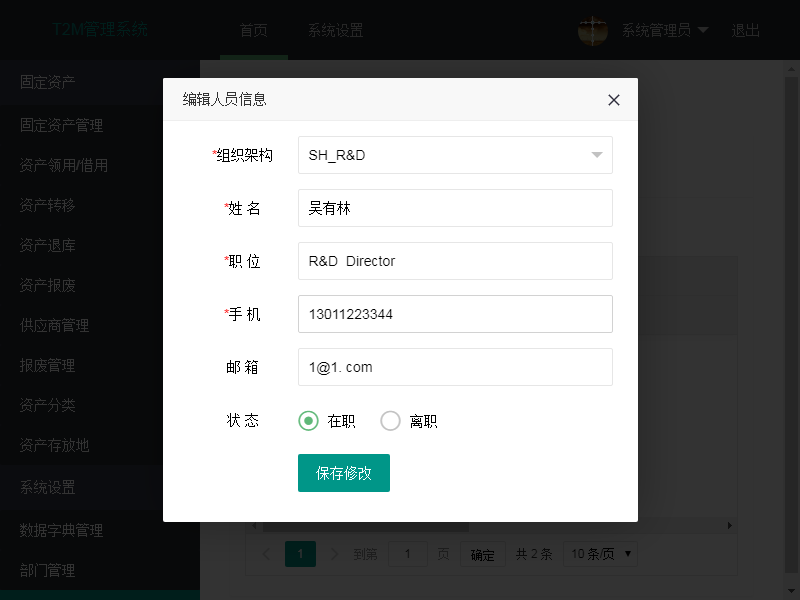 T2M管理系统
首页
系统设置
系统管理员
退出
固定资产
固定资产管理
资产领用/借用
资产转移
资产退库
资产报废
供应商管理
报废管理
资产分类
资产存放地
系统设置
数据字典管理
部门管理
编辑人员信息
*组织架构 SH_R&D
*姓 名 吴有林
*职 位 R&D  Director
*手 机 13011223344
邮 箱 1@1. com
状 态 在职 离职
保存修改
1 到第 1 页 确定 共 2 条 10 条/页